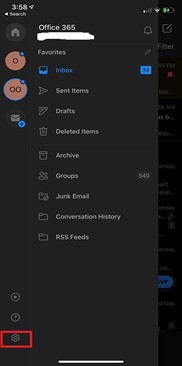 3:58
Search
Office 365
Favorites
Inbox
Sent Items
Drafts
Deleted Items
Archive
Groups 540
Junk Email
Conversation History
RSS Feeds
O
OO
Filter